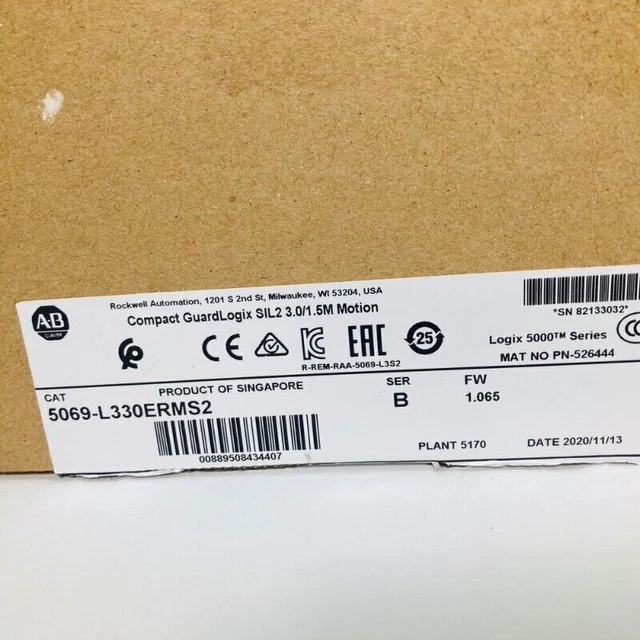 Rockwell Automation, 1201 S 2nd St, Milwaukee, WI 53204, USA
Compact GuardLogix SIL2 3.0/1.5M Motion
A-B
*SN 82133032*
CE
EAC
25
R-REM-RAA-5069-L3S2
Logix 5000™ Series
MAT NO PN-526444
CAT
PRODUCT OF SINGAPORE
5069-L330ERMS2
SER
B
FW
1.065
00889508434407
PLANT 5170
DATE 2020/11/13